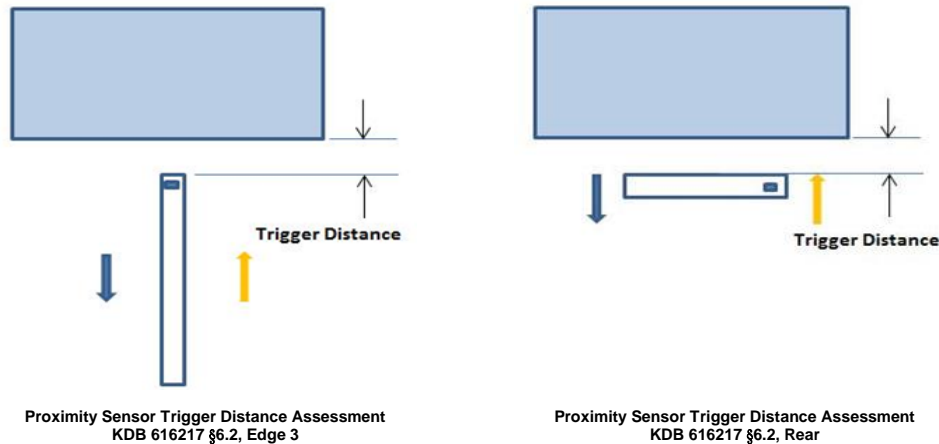 Trigger Distance
Trigger Distance
Proximity Sensor Trigger Distance Assessment
KDB 616217 §6.2, Edge 3
Proximity Sensor Trigger Distance Assessment
KDB 616217 §6.2, Rear